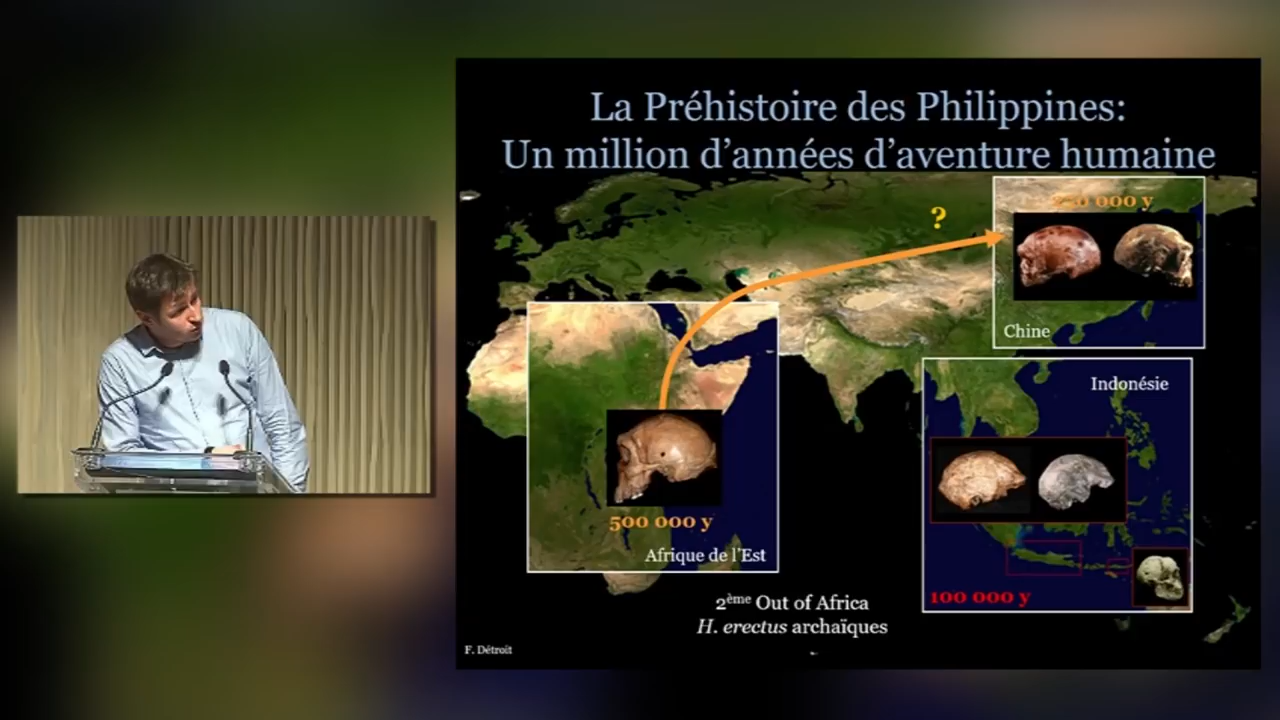 La Préhistoire des Philippines:
Un million d'années d'aventure humaine
?
000 y
Chine
Indonésie
500 000 y
Afrique de l'Est
100 000 y
2ème Out of Africa
H. erectus archaïques
F. Détroit